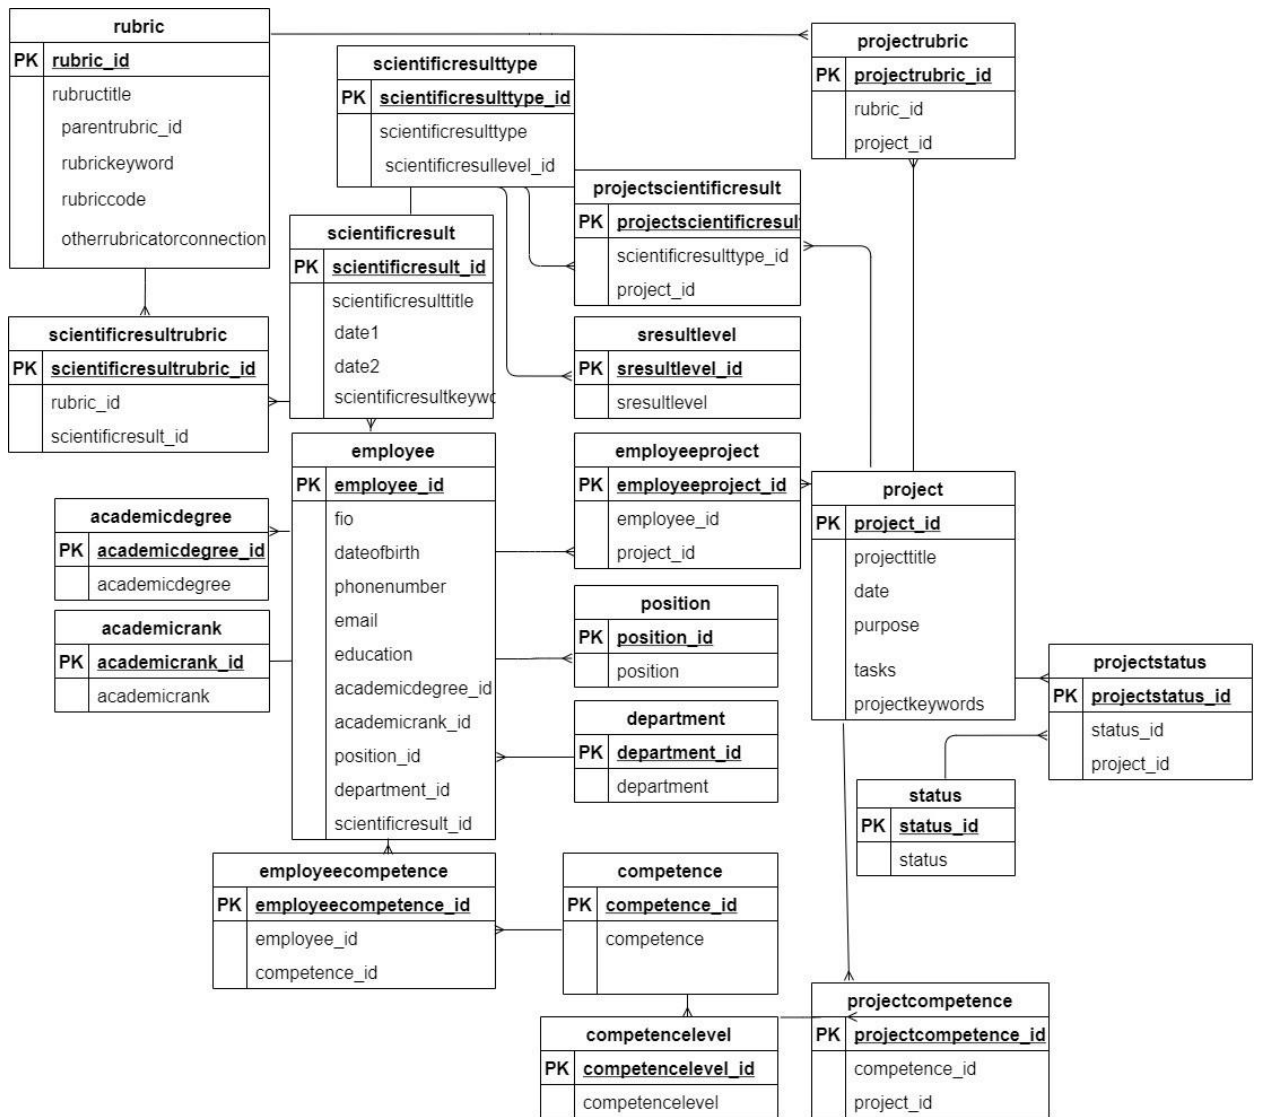 rubric
PK rubric_id
rubructitle
parentrubric_id
rubrickeyword
rubriccode
otherrubricatorconnection
scientificresulttype
PK scientificresulttype_id
scientificresulttype
scientificresullevel_id
projectrubric
PK projectrubric_id
rubric_id
project_id
projectscientificresult
PK projectscientificresul
scientificresulttype_id
project_id
scientificresult
PK scientificresult_id
scientificresulttitle
date1
date2
scientificresultkeywo
scientificresultrubric
PK scientificresultrubric_id
rubric_id
scientificresult_id
sresultlevel
PK sresultlevel_id
sresultlevel
employee
PK employee_id
fio
dateofbirth
phonenumber
email
education
academicdegree_id
academicrank_id
position_id
department_id
scientificresult_id
employeeproject
PK employeeproject_id
employee_id
project_id
project
PK project_id
projecttitle
date
purpose
tasks
projectkeywords
academicdegree
PK academicdegree_id
academicdegree
academicrank
PK academicrank_id
academicrank
position
PK position_id
position
department
PK department_id
department
projectstatus
PK projectstatus_id
status_id
project_id
status
PK status_id
status
employeecompetence
PK employeecompetence_id
employee_id
competence_id
competence
PK competence_id
competence
competencelevel
PK competencelevel_id
competencelevel
projectcompetence
PK projectcompetence_id
competence_id
project_id